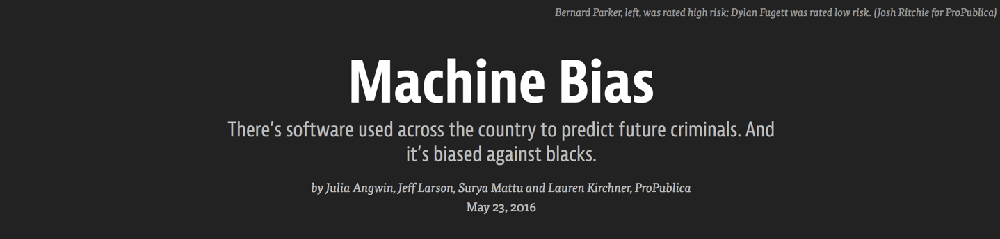 Bernard Parker, left, was rated high risk; Dylan Fugett was rated low risk. (Josh Ritchie for ProPublica)
Machine Bias
There’s software used across the country to predict future criminals. And
it’s biased against blacks.
by Julia Angwin, Jeff Larson, Surya Mattu and Lauren Kirchner, ProPublica
May 23, 2016